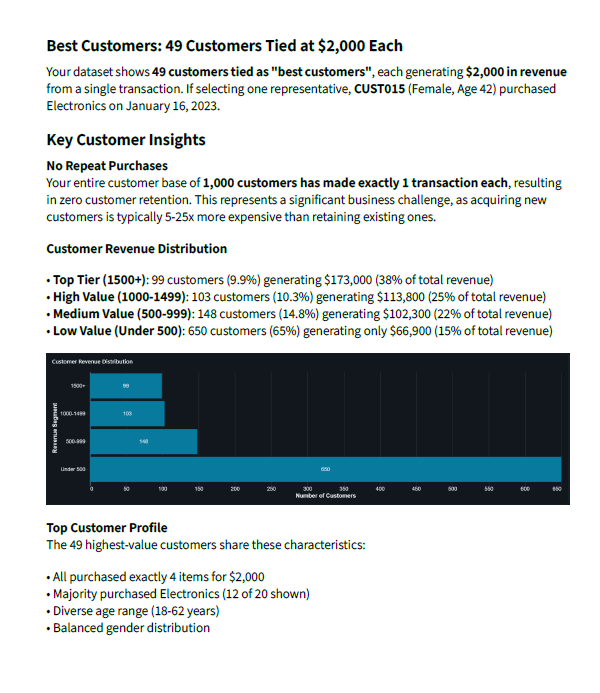 Best Customers: 49 Customers Tied at $2,000 Each
Your dataset shows 49 customers tied as "best customers", each generating $2,000 in revenue
from a single transaction. If selecting one representative, CUST015 (Female, Age 42) purchased
Electronics on January 16, 2023.
Key Customer Insights
No Repeat Purchases
Your entire customer base of 1,000 customers has made exactly 1 transaction each, resulting
in zero customer retention. This represents a significant business challenge, as acquiring new
customers is typically 5-25x more expensive than retaining existing ones.
Customer Revenue Distribution
• Top Tier (1500+): 99 customers (9.9%) generating $173,000 (38% of total revenue)
• High Value (1000-1499): 103 customers (10.3%) generating $113,800 (25% of total revenue)
• Medium Value (500-999): 148 customers (14.8%) generating $102,300 (22% of total revenue)
• Low Value (Under 500): 650 customers (65%) generating only $66,900 (15% of total revenue)
Customer Revenue Distribution
Revenue Segment
1500+ 99
1000-1499 103
500-999 148
Under 500 650
0 50 100 150 200 250 300 350 400 450 500 550 600 650
Number of Customers
Top Customer Profile
The 49 highest-value customers share these characteristics:
• All purchased exactly 4 items for $2,000
• Majority purchased Electronics (12 of 20 shown)
• Diverse age range (18-62 years)
• Balanced gender distribution